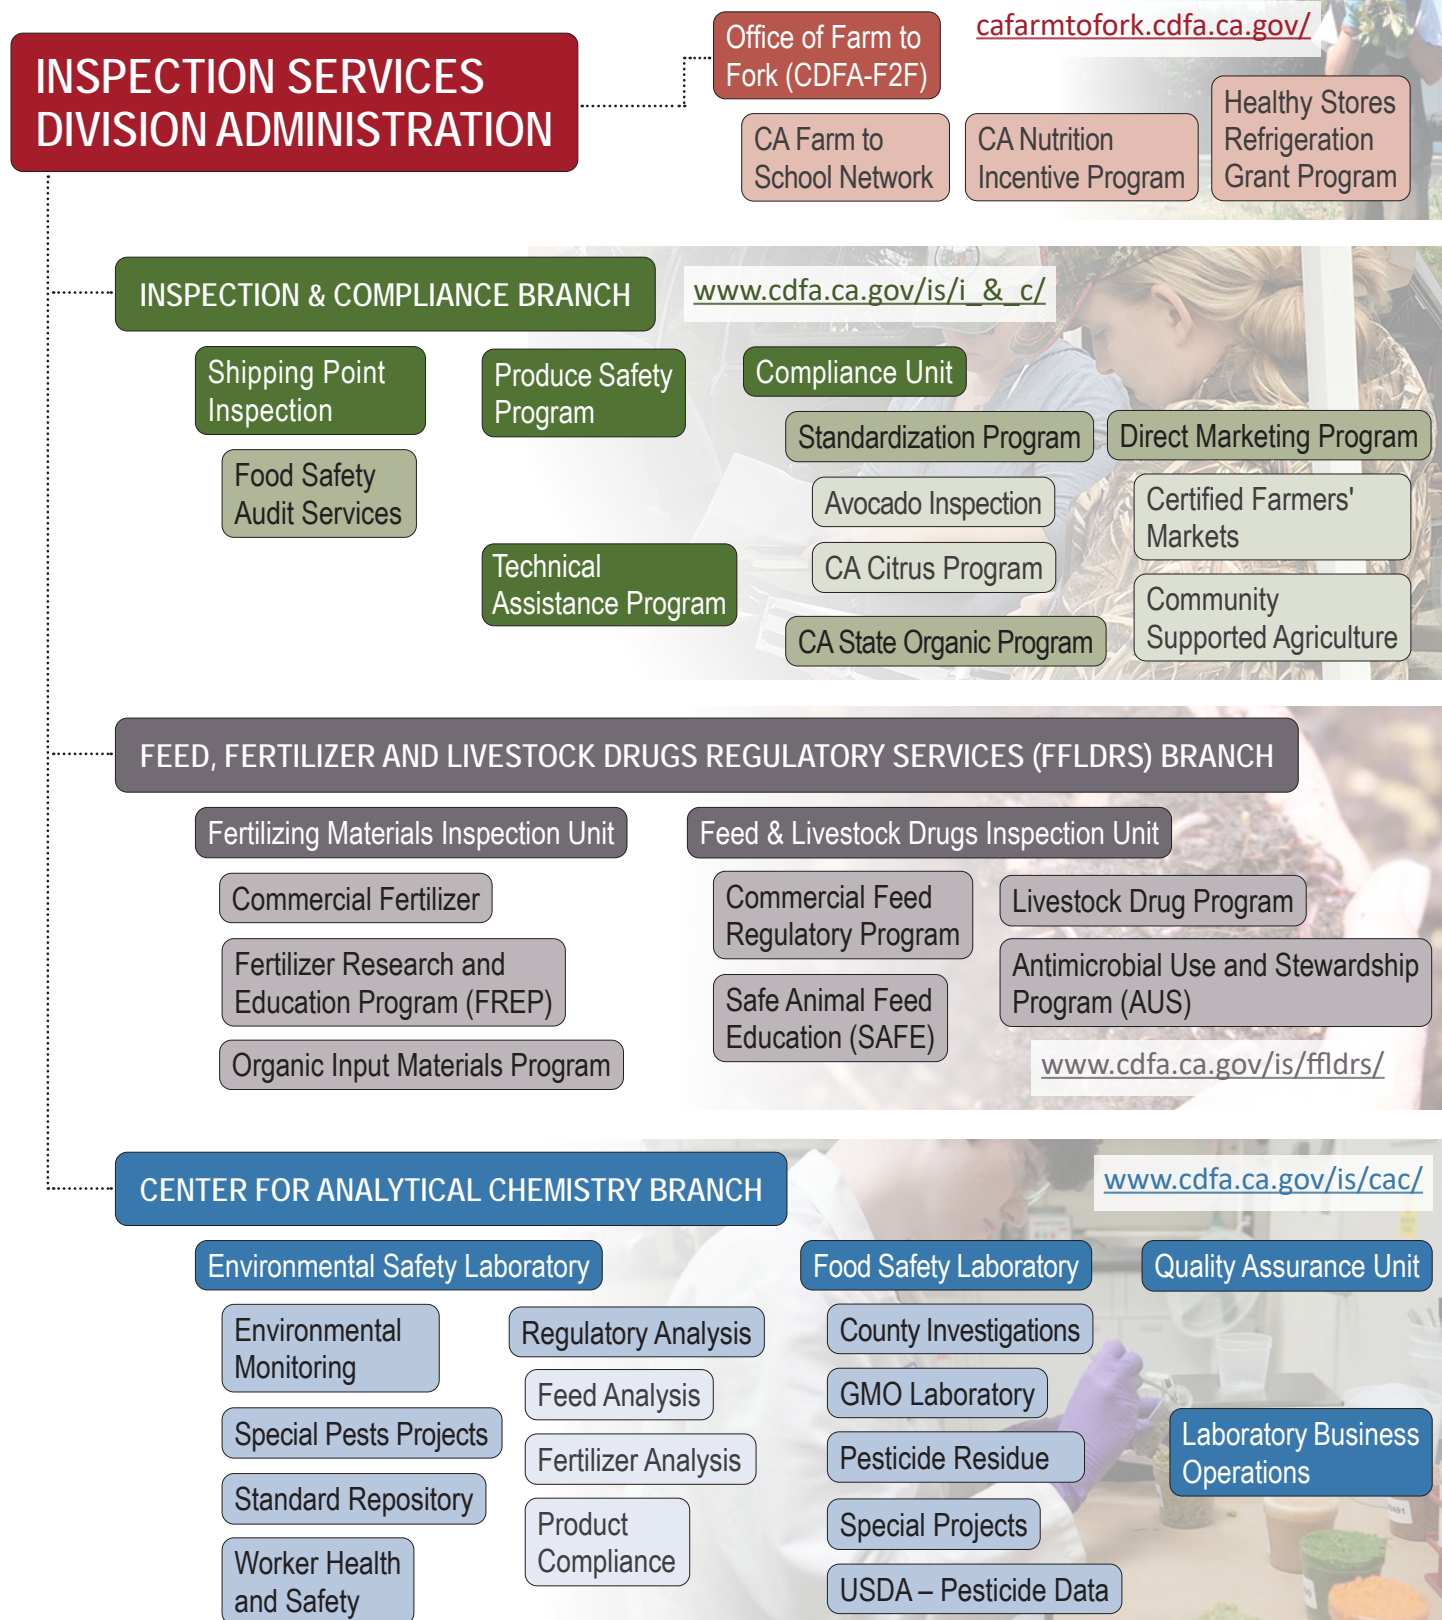 INSPECTION SERVICES
DIVISION ADMINISTRATION
Office of Farm to
Fork (CDFA-F2F)
cafarmtofork.cdfa.ca.gov/
CA Farm to
School Network
CA Nutrition
Incentive Program
Healthy Stores
Refrigeration
Grant Program
INSPECTION & COMPLIANCE BRANCH
www.cdfa.ca.gov/is/i_&_c/
Shipping Point
Inspection
Food Safety
Audit Services
Produce Safety
Program
Technical
Assistance Program
Compliance Unit
Standardization Program
Avocado Inspection
CA Citrus Program
CA State Organic Program
Direct Marketing Program
Certified Farmers'
Markets
Community
Supported Agriculture
FEED, FERTILIZER AND LIVESTOCK DRUGS REGULATORY SERVICES (FFLDRS) BRANCH
Fertilizing Materials Inspection Unit
Commercial Fertilizer
Fertilizer Research and
Education Program (FREP)
Organic Input Materials Program
Feed & Livestock Drugs Inspection Unit
Commercial Feed
Regulatory Program
Safe Animal Feed
Education (SAFE)
Livestock Drug Program
Antimicrobial Use and Stewardship
Program (AUS)
www.cdfa.ca.gov/is/ffldrs/
CENTER FOR ANALYTICAL CHEMISTRY BRANCH
www.cdfa.ca.gov/is/cac/
Environmental Safety Laboratory
Environmental
Monitoring
Special Pests Projects
Standard Repository
Worker Health
and Safety
Regulatory Analysis
Feed Analysis
Fertilizer Analysis
Product
Compliance
Food Safety Laboratory
County Investigations
GMO Laboratory
Pesticide Residue
Special Projects
USDA – Pesticide Data
Quality Assurance Unit
Laboratory Business
Operations